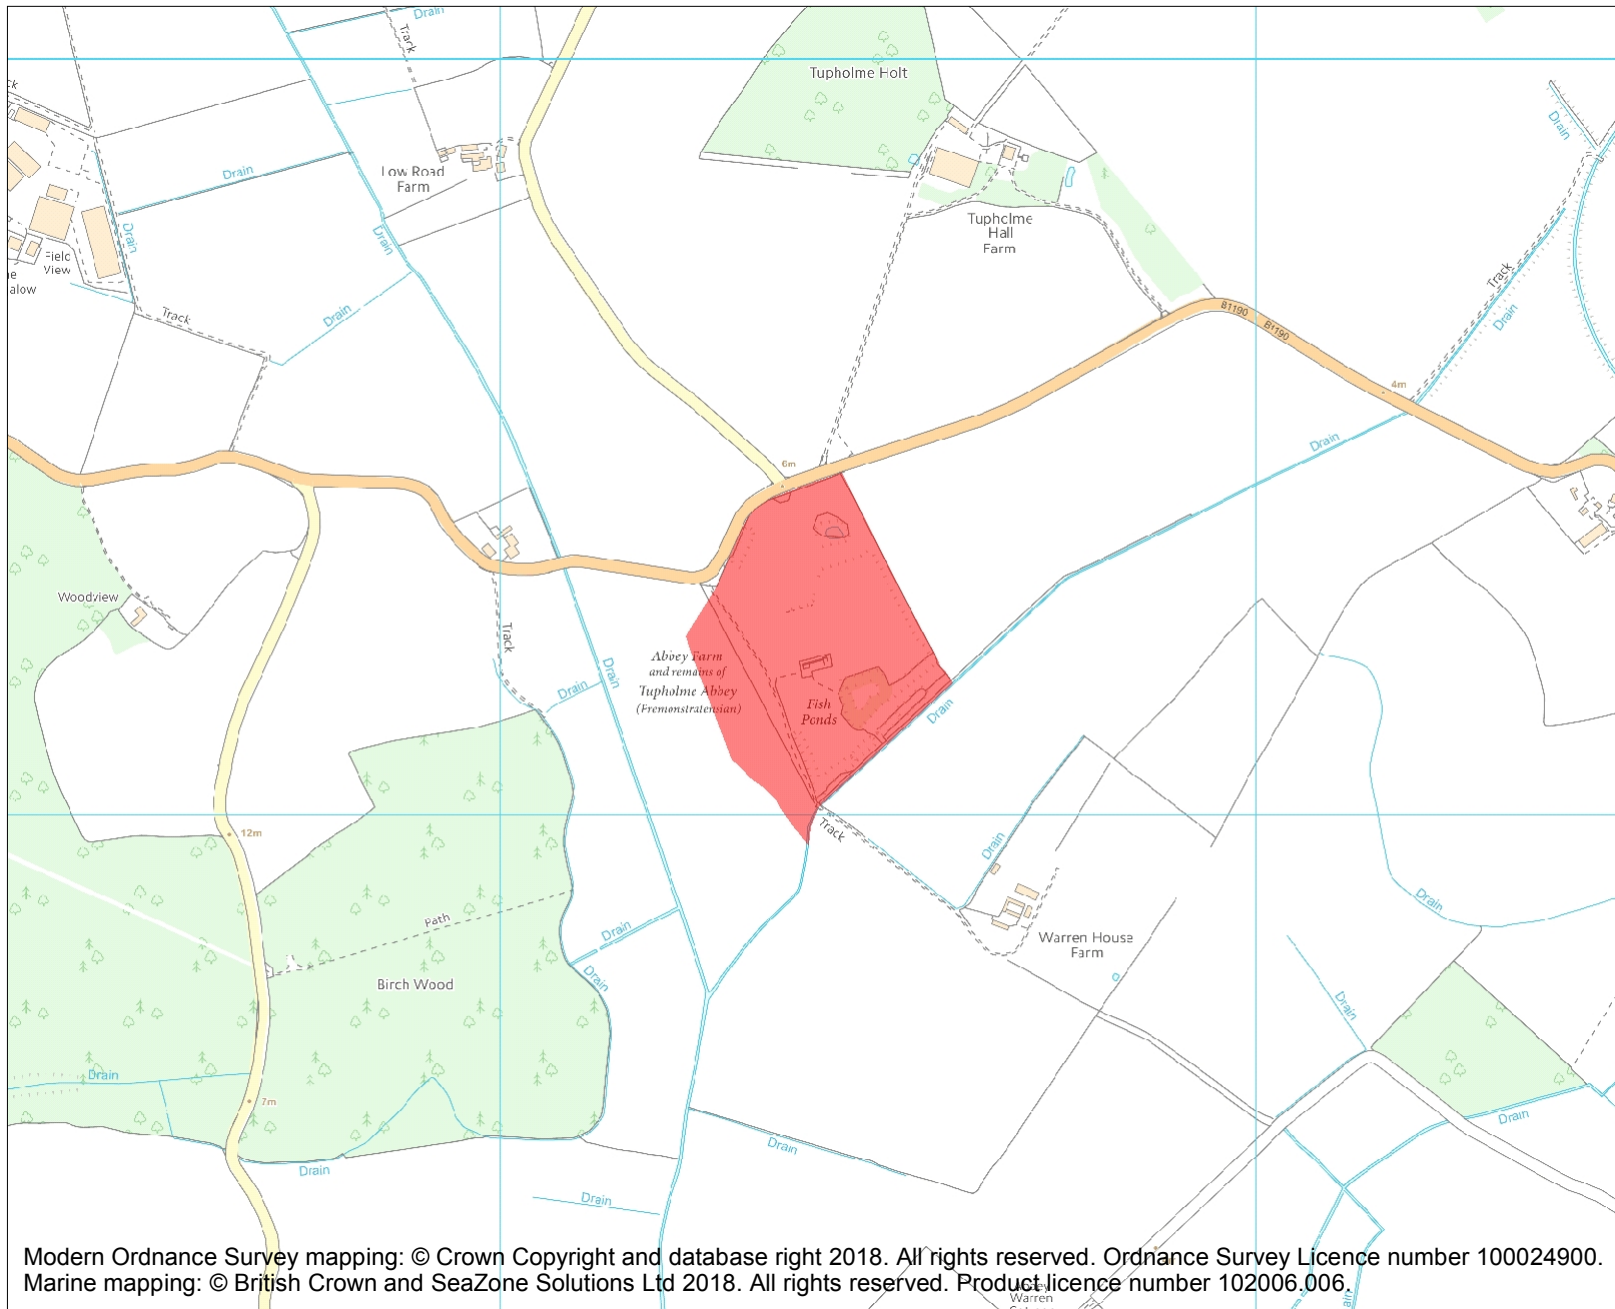 Drain
Track
Tupholme Holt
ck
Drain
Low Road
Farm
Drain
Drain
Drain
Tupholme
Hall
Farm
Field
View
alow
Track
Drain
Track
Drain
B1190
B1190
4m
Drain
6m
Woodview
Track
Abbey Farm
and remains of
Tupholme Abbey
(Premonstratensian)
Drain
Drain
Fish
Ponds
Drain
12m
Track
Drain
Path
Drain
Drain
Birch Wood
Warren House
Farm
Drain
Drain
Drain
7m
Drain
Drain
Drain
Drain
Modern Ordnance Survey mapping: © Crown Copyright and database right 2018. All rights reserved. Ordnance Survey Licence number 100024900.
Marine mapping: © British Crown and SeaZone Solutions Ltd 2018. All rights reserved. Product licence number 102006.006.
Warren